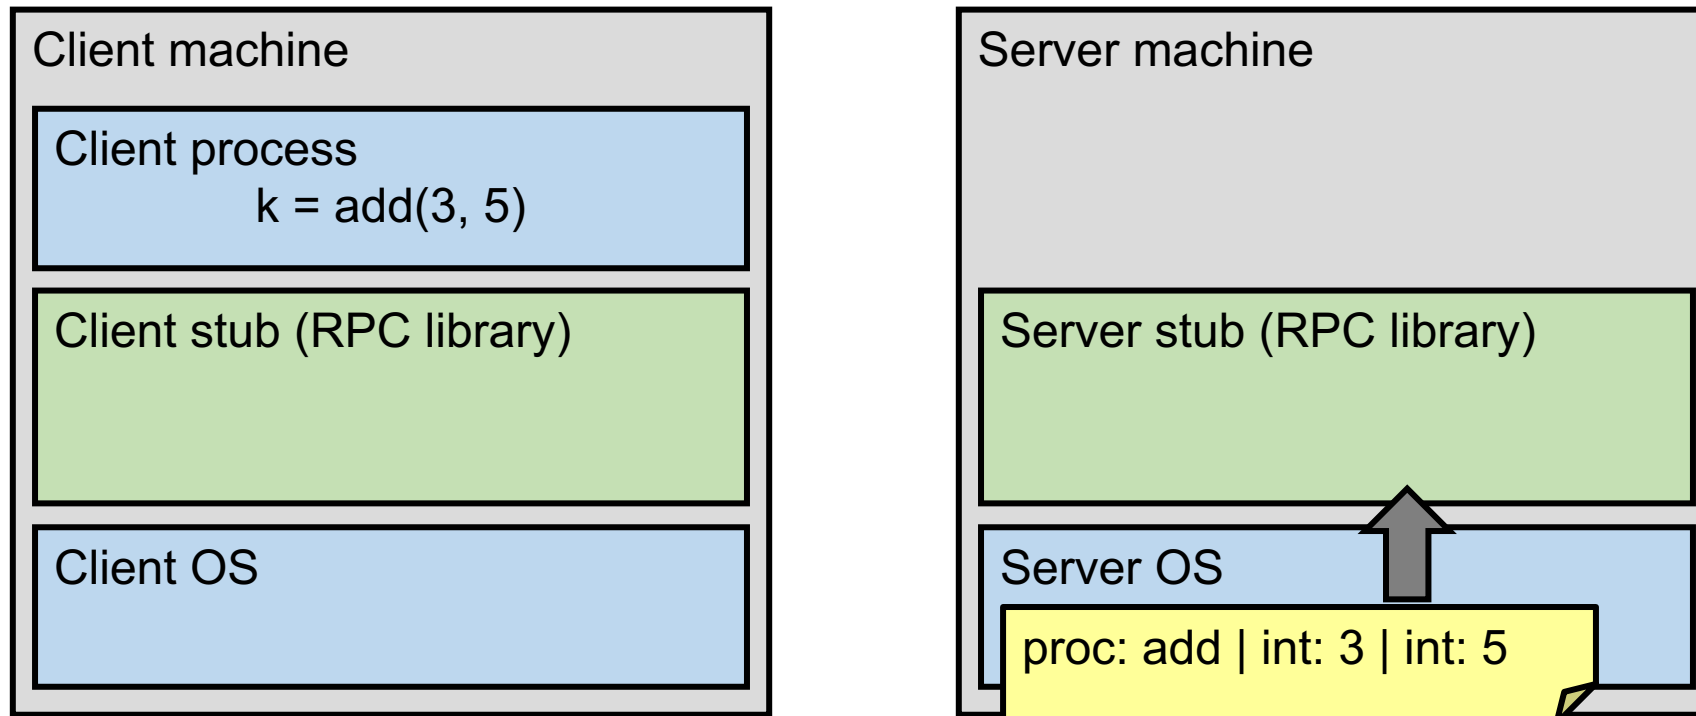 Client machine
Client process
k = add(3, 5)
Client stub (RPC library)
Client OS
Server machine
Server stub (RPC library)
Server OS
proc: add | int: 3 | int: 5